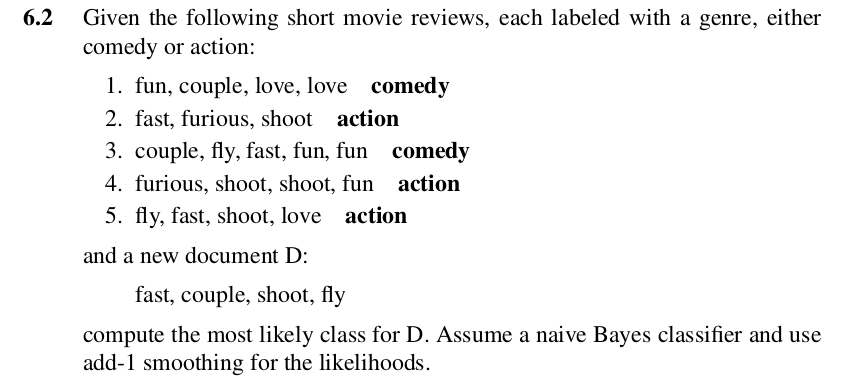 6.2 Given the following short movie reviews, each labeled with a genre, either
comedy or action:
1. fun, couple, love, love comedy
2. fast, furious, shoot action
3. couple, fly, fast, fun, fun comedy
4. furious, shoot, shoot, fun action
5. fly, fast, shoot, love action
and a new document D:
fast, couple, shoot, fly
compute the most likely class for D. Assume a naive Bayes classifier and use
add-1 smoothing for the likelihoods.